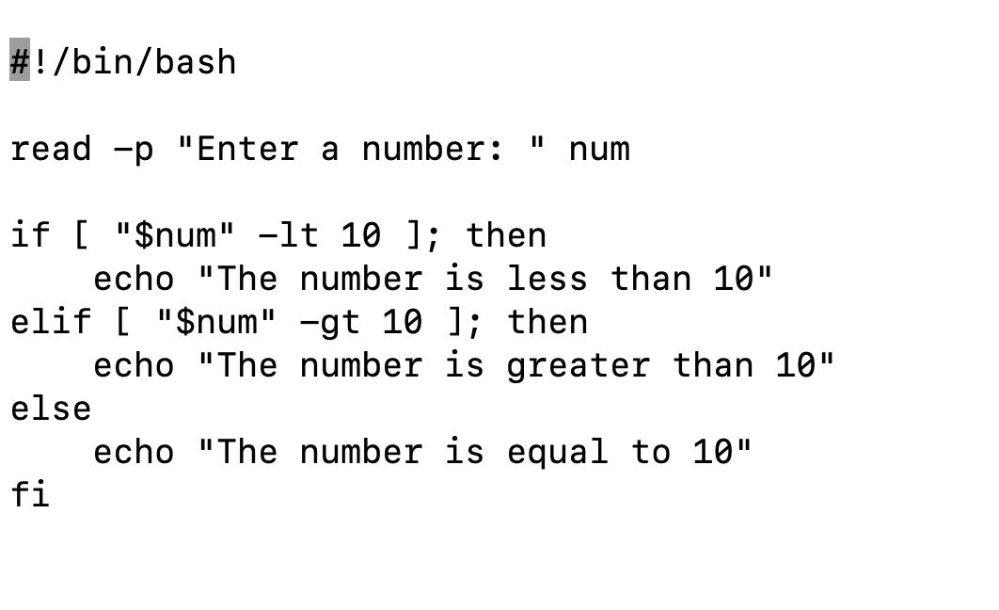 #!/bin/bash
read -p "Enter a number: " num
if [ "$num" -lt 10 ]; then
    echo "The number is less than 10"
elif [ "$num" -gt 10 ]; then
    echo "The number is greater than 10"
else
    echo "The number is equal to 10"
fi